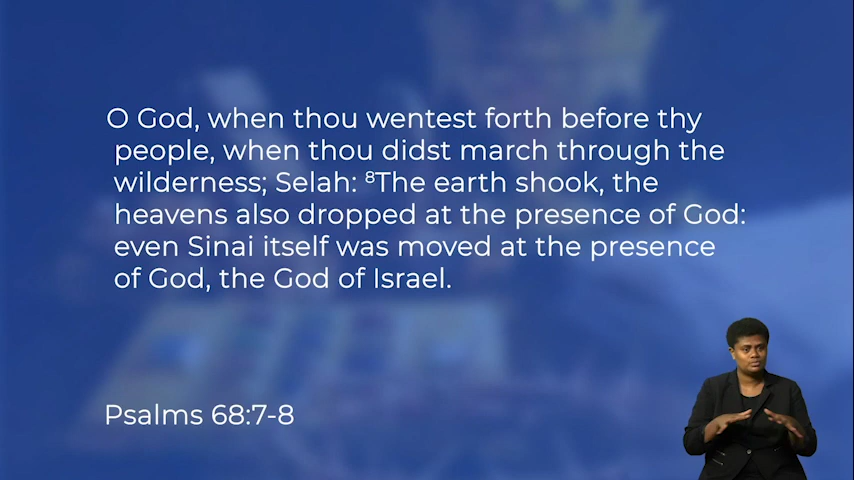 O God, when thou wentest forth before thy
people, when thou didst march through the
wilderness; Selah: ⁸The earth shook, the
heavens also dropped at the presence of God:
even Sinai itself was moved at the presence
of God, the God of Israel.
Psalms 68:7-8